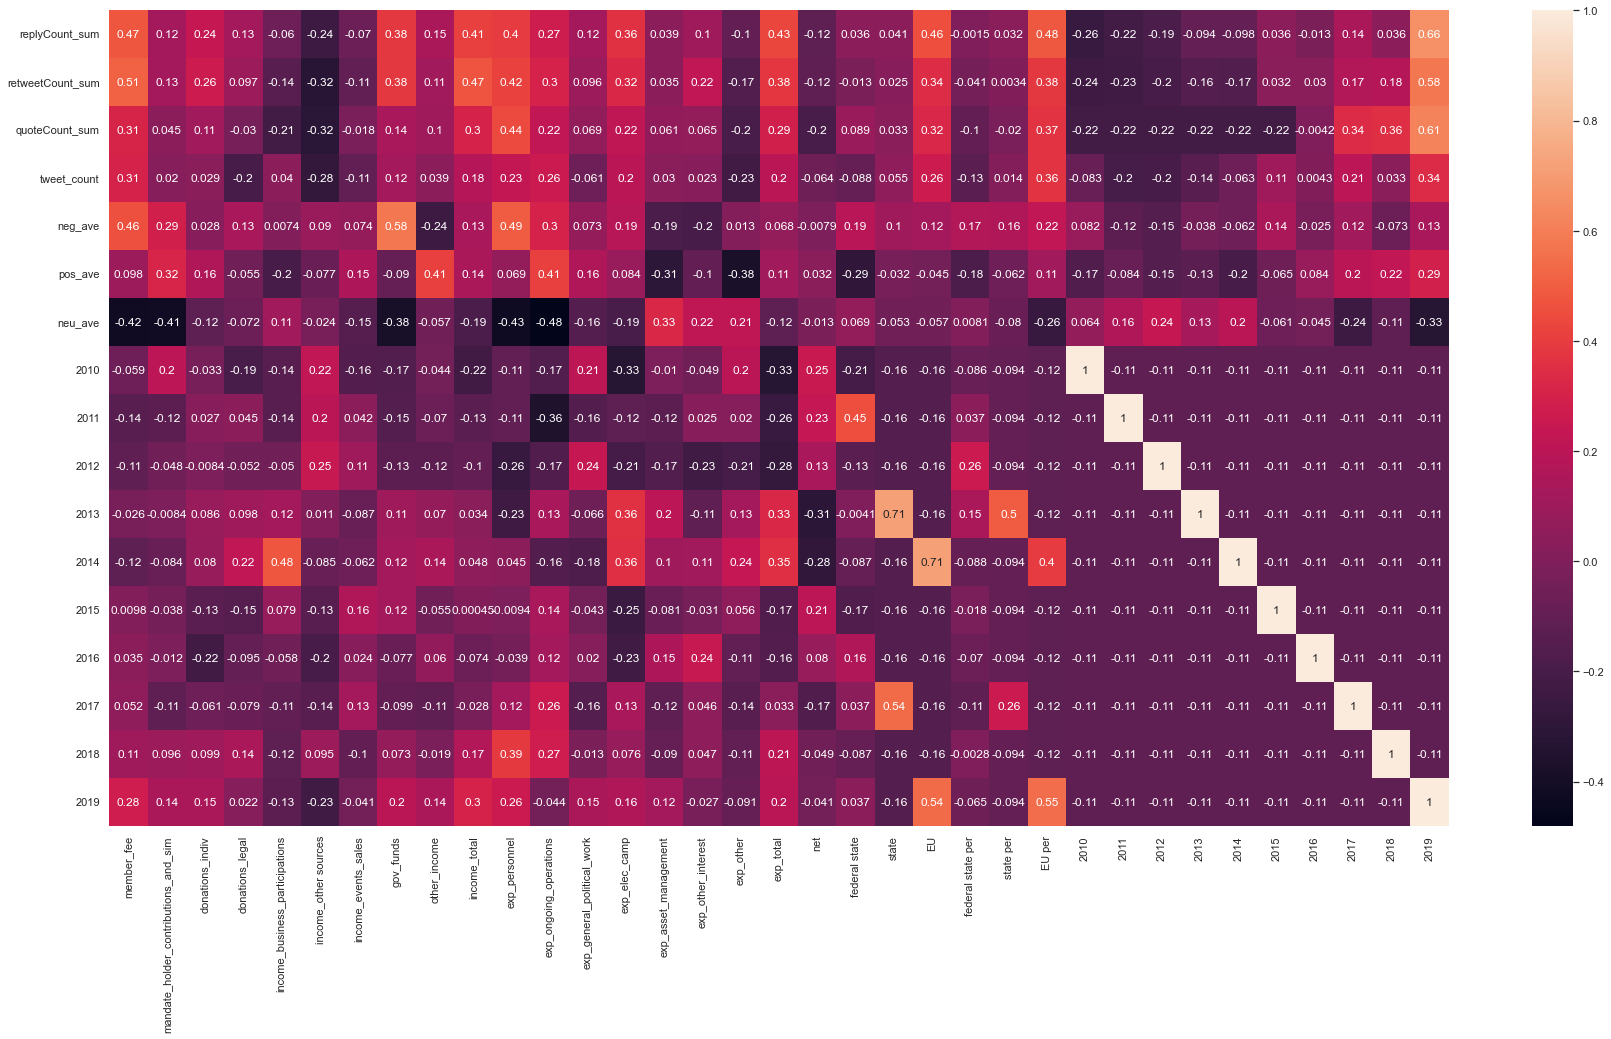 replyCount_sum 0.47 0.12 0.24 0.13 -0.06 -0.24 -0.07 0.38 0.15 0.41 0.4 0.27 0.12 0.36 0.039 0.1 -0.1 0.43 -0.12 0.036 0.041 0.46 -0.0015 0.032 0.48 -0.26 -0.22 -0.19 -0.094 -0.098 0.036 -0.013 0.14 0.036 0.66
retweetCount_sum 0.51 0.13 0.26 0.097 -0.14 -0.32 -0.11 0.38 0.11 0.47 0.42 0.3 0.096 0.32 0.035 0.22 -0.17 0.38 -0.12 -0.013 0.025 0.34 -0.041 0.0034 0.38 -0.24 -0.23 -0.2 -0.16 -0.17 0.032 0.03 0.17 0.18 0.58
quoteCount_sum 0.31 0.045 0.11 -0.03 -0.21 -0.32 -0.018 0.14 0.1 0.3 0.44 0.22 0.069 0.22 0.061 0.065 -0.2 0.29 -0.2 0.089 0.033 0.32 -0.1 -0.02 0.37 -0.22 -0.22 -0.22 -0.22 -0.22 -0.22 -0.0042 0.34 0.36 0.61
tweet_count 0.31 0.02 0.029 -0.2 0.04 -0.28 -0.11 0.12 0.039 0.18 0.23 0.26 -0.061 0.2 0.03 0.023 -0.23 0.2 -0.064 -0.088 0.055 0.26 -0.13 0.014 0.36 -0.083 -0.2 -0.2 -0.14 -0.063 0.11 0.0043 0.21 0.033 0.34
neg_ave 0.46 0.29 0.028 0.13 0.0074 0.09 0.074 0.58 -0.24 0.13 0.49 0.3 0.073 0.19 -0.19 -0.2 0.013 0.068 -0.0079 0.19 0.1 0.12 0.17 0.16 0.22 0.082 -0.12 -0.15 -0.038 -0.062 0.14 -0.025 0.12 -0.073 0.13
pos_ave 0.098 0.32 0.16 -0.055 -0.2 -0.077 0.15 -0.09 0.41 0.14 0.069 0.41 0.16 0.084 -0.31 -0.1 -0.38 0.11 0.032 -0.29 -0.032 -0.045 -0.18 -0.062 0.11 -0.17 -0.084 -0.15 -0.13 -0.2 -0.065 0.084 0.2 0.22 0.29
neu_ave -0.42 -0.41 -0.12 -0.072 0.11 -0.024 -0.15 -0.38 -0.057 -0.19 -0.43 -0.48 -0.16 -0.19 0.33 0.22 0.21 -0.12 -0.013 0.069 -0.053 -0.057 0.0081 -0.08 -0.26 0.064 0.16 0.24 0.13 0.2 -0.061 -0.045 -0.24 -0.11 -0.33
2010 -0.059 0.2 -0.033 -0.19 -0.14 0.22 -0.16 -0.17 -0.044 -0.22 -0.11 -0.17 0.21 -0.33 -0.01 -0.049 0.2 -0.33 0.25 -0.21 -0.16 -0.16 -0.086 -0.094 -0.12 1 -0.11 -0.11 -0.11 -0.11 -0.11 -0.11 -0.11 -0.11 -0.11
2011 -0.14 -0.12 0.027 0.045 -0.14 0.2 0.042 -0.15 -0.07 -0.13 -0.11 -0.36 -0.16 -0.12 -0.12 0.025 0.02 -0.26 0.23 0.45 -0.16 -0.16 0.037 -0.094 -0.12 -0.11 1 -0.11 -0.11 -0.11 -0.11 -0.11 -0.11 -0.11 -0.11
2012 -0.11 -0.048 -0.0084 -0.052 -0.05 0.25 0.11 -0.13 -0.12 -0.1 -0.26 -0.17 0.24 -0.21 -0.17 -0.23 -0.21 -0.28 0.13 -0.13 -0.16 -0.16 0.26 -0.094 -0.12 -0.11 -0.11 1 -0.11 -0.11 -0.11 -0.11 -0.11 -0.11 -0.11
2013 -0.026 -0.0084 0.086 0.098 0.12 0.011 -0.087 0.11 0.07 0.034 -0.23 0.13 -0.066 0.36 0.2 -0.11 0.13 0.33 -0.31 -0.0041 0.71 -0.16 0.15 0.5 -0.12 -0.11 -0.11 -0.11 1 -0.11 -0.11 -0.11 -0.11 -0.11 -0.11
2014 -0.12 -0.084 0.08 0.22 0.48 -0.085 -0.062 0.12 0.14 0.048 0.045 -0.16 -0.18 0.36 0.1 0.11 0.24 0.35 -0.28 -0.087 -0.16 0.71 -0.088 -0.094 0.4 -0.11 -0.11 -0.11 -0.11 1 -0.11 -0.11 -0.11 -0.11 -0.11
2015 0.0098 -0.038 -0.13 -0.15 0.079 -0.13 0.16 0.12 -0.055 0.00045 0.0094 0.14 -0.043 -0.25 -0.081 -0.031 0.056 -0.17 0.21 -0.17 -0.16 -0.16 -0.018 -0.094 -0.12 -0.11 -0.11 -0.11 -0.11 -0.11 1 -0.11 -0.11 -0.11 -0.11
2016 0.035 -0.012 -0.22 -0.095 -0.058 -0.2 0.024 -0.077 0.06 -0.074 -0.039 0.12 0.02 -0.23 0.15 0.24 -0.11 -0.16 0.08 0.16 -0.16 -0.16 -0.07 -0.094 -0.12 -0.11 -0.11 -0.11 -0.11 -0.11 -0.11 1 -0.11 -0.11 -0.11
2017 0.052 -0.11 -0.061 -0.079 -0.11 -0.14 0.13 -0.099 -0.11 -0.028 0.12 0.26 -0.16 0.13 -0.12 0.046 -0.14 0.033 -0.17 0.037 0.54 -0.16 -0.11 0.26 -0.12 -0.11 -0.11 -0.11 -0.11 -0.11 -0.11 -0.11 1 -0.11 -0.11
2018 0.11 0.096 0.099 0.14 -0.12 0.095 -0.1 0.073 -0.019 0.17 0.39 0.27 -0.013 0.076 -0.09 0.047 -0.11 0.21 -0.049 -0.087 -0.16 -0.16 -0.0028 -0.094 -0.12 -0.11 -0.11 -0.11 -0.11 -0.11 -0.11 -0.11 -0.11 1 -0.11
2019 0.28 0.14 0.15 0.022 -0.13 -0.23 -0.041 0.2 0.14 0.3 0.26 -0.044 0.15 0.16 0.12 -0.027 -0.091 0.2 -0.041 0.037 -0.16 0.54 -0.065 -0.094 0.55 -0.11 -0.11 -0.11 -0.11 -0.11 -0.11 -0.11 -0.11 -0.11 1
member_fee
mandate_holder_contributions_and_sim
donations_indiv
donations_legal
income_business_participations
income_other sources
income_events_sales
gov_funds
other_income
income_total
exp_personnel
exp_ongoing_operations
exp_general_political_work
exp_elec_camp
exp_asset_management
exp_other_interest
exp_other
exp_total
net
federal state
state
EU
federal state per
state per
EU per
2010
2011
2012
2013
2014
2015
2016
2017
2018
2019
1.0
0.8
0.6
0.4
0.2
0.0
−0.2
−0.4